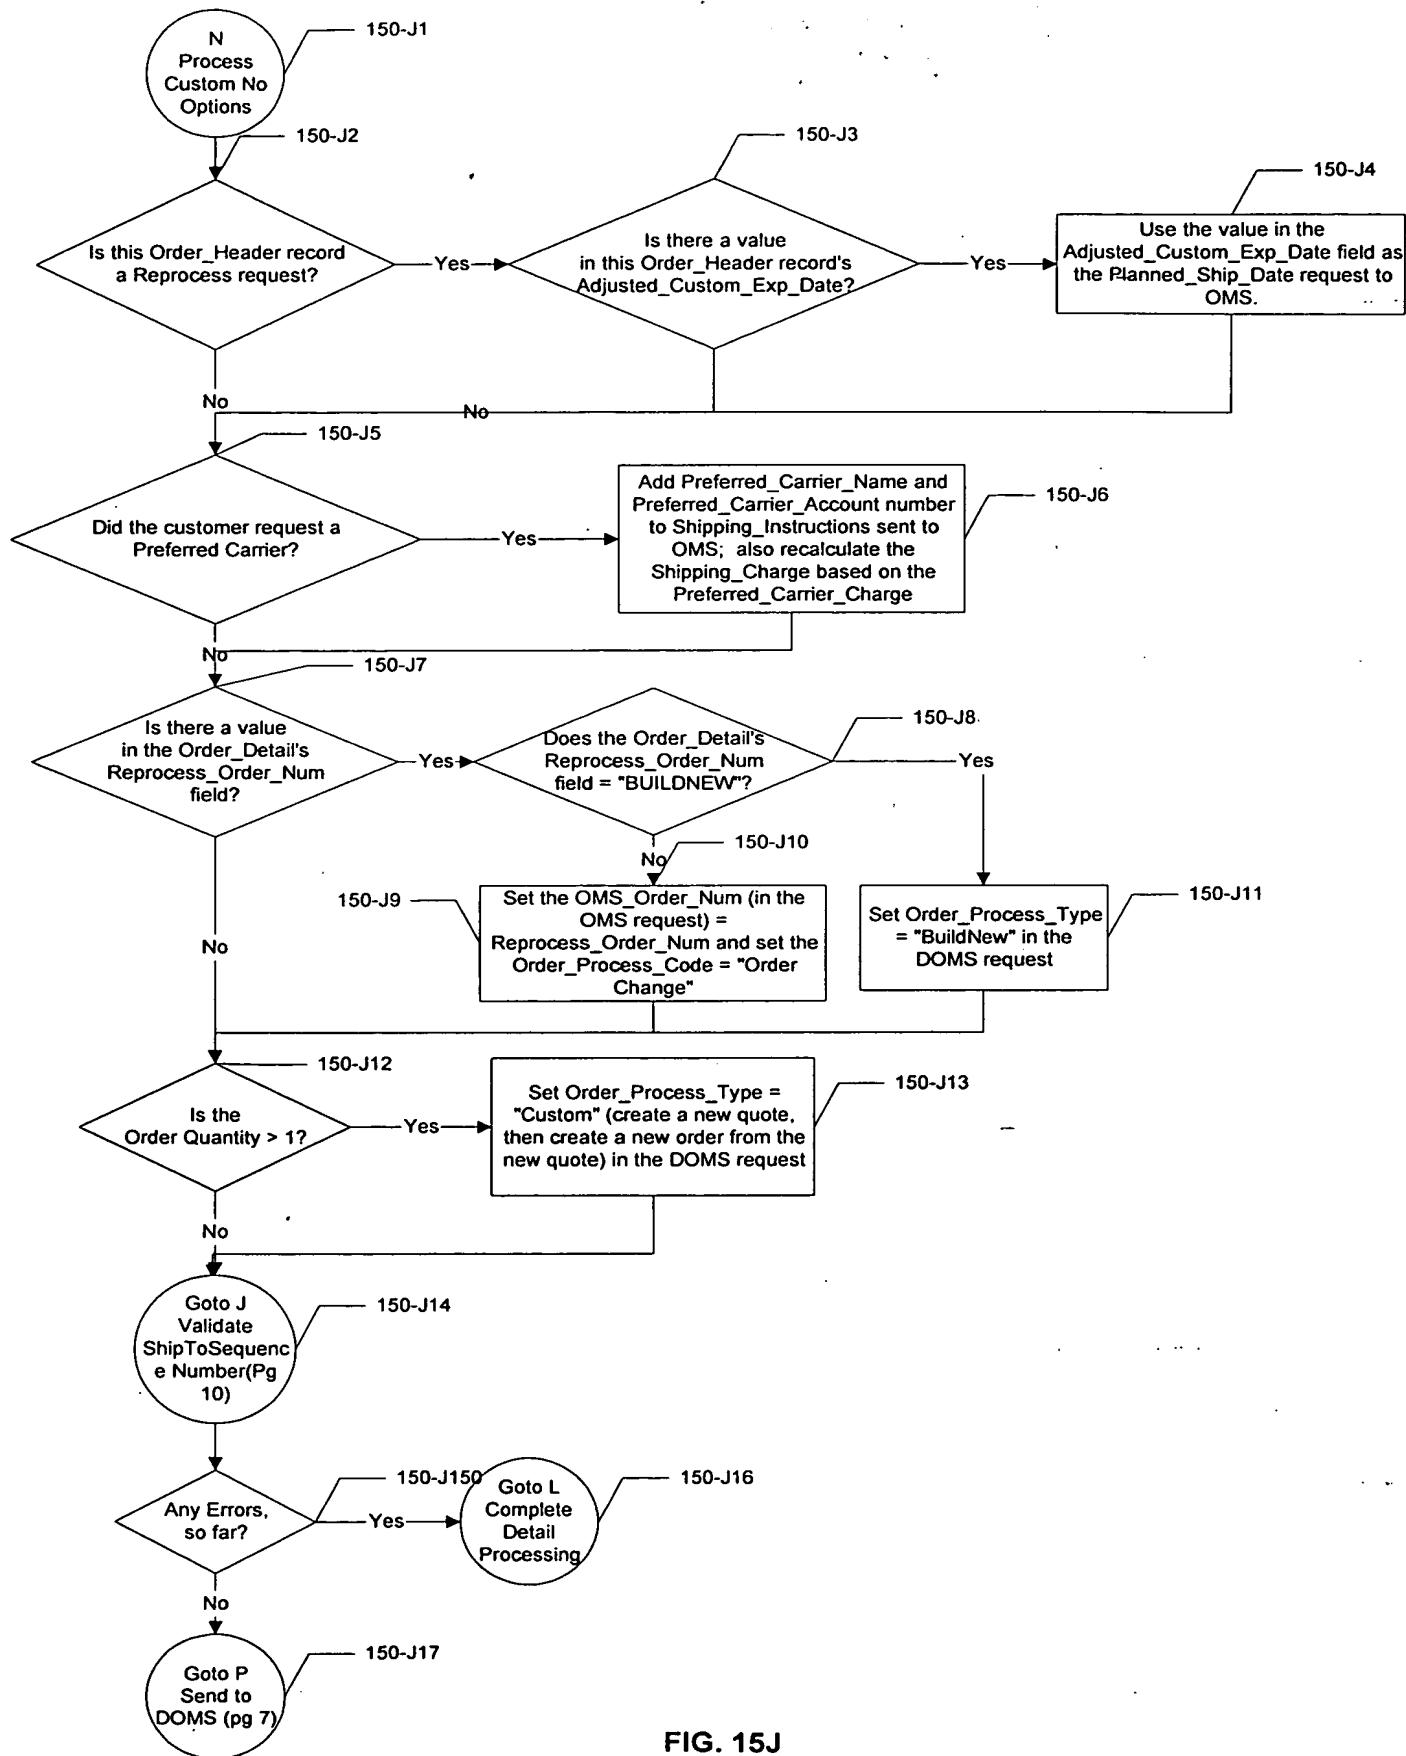 N
Process
Custom No
Options
150-J1
150-J2
Is this Order_Header record
a Reprocess request?
Yes
150-J3
Is there a value
in this Order_Header record's
Adjusted_Custom_Exp_Date?
Yes
150-J4
Use the value in the
Adjusted_Custom_Exp_Date field as
the Planned_Ship_Date request to
OMS.
No
No
150-J5
Did the customer request a
Preferred Carrier?
Yes
Add Preferred_Carrier_Name and
Preferred_Carrier_Account number
to Shipping_Instructions sent to
OMS; also recalculate the
Shipping_Charge based on the
Preferred_Carrier_Charge
150-J6
No
150-J7
Is there a value
in the Order_Detail's
Reprocess_Order_Num
field?
Yes
Does the Order_Detail's
Reprocess_Order_Num
field = "BUILDNEW"?
150-J8
Yes
No
150-J10
150-J9
Set the OMS_Order_Num (in the
OMS request) =
Reprocess_Order_Num and set the
Order_Process_Code = "Order
Change"
Set Order_Process_Type
= "BuildNew" in the
DOMS request
150-J11
No
150-J12
Is the
Order Quantity > 1?
Yes
Set Order_Process_Type =
"Custom" (create a new quote,
then create a new order from the
new quote) in the DOMS request
150-J13
No
Goto J
Validate
ShipToSequenc
e Number(Pg
10)
150-J14
Any Errors,
so far?
150-J150
Yes
Goto L
Complete
Detail
Processing
150-J16
No
Goto P
Send to
DOMS (pg 7)
150-J17
FIG. 15J